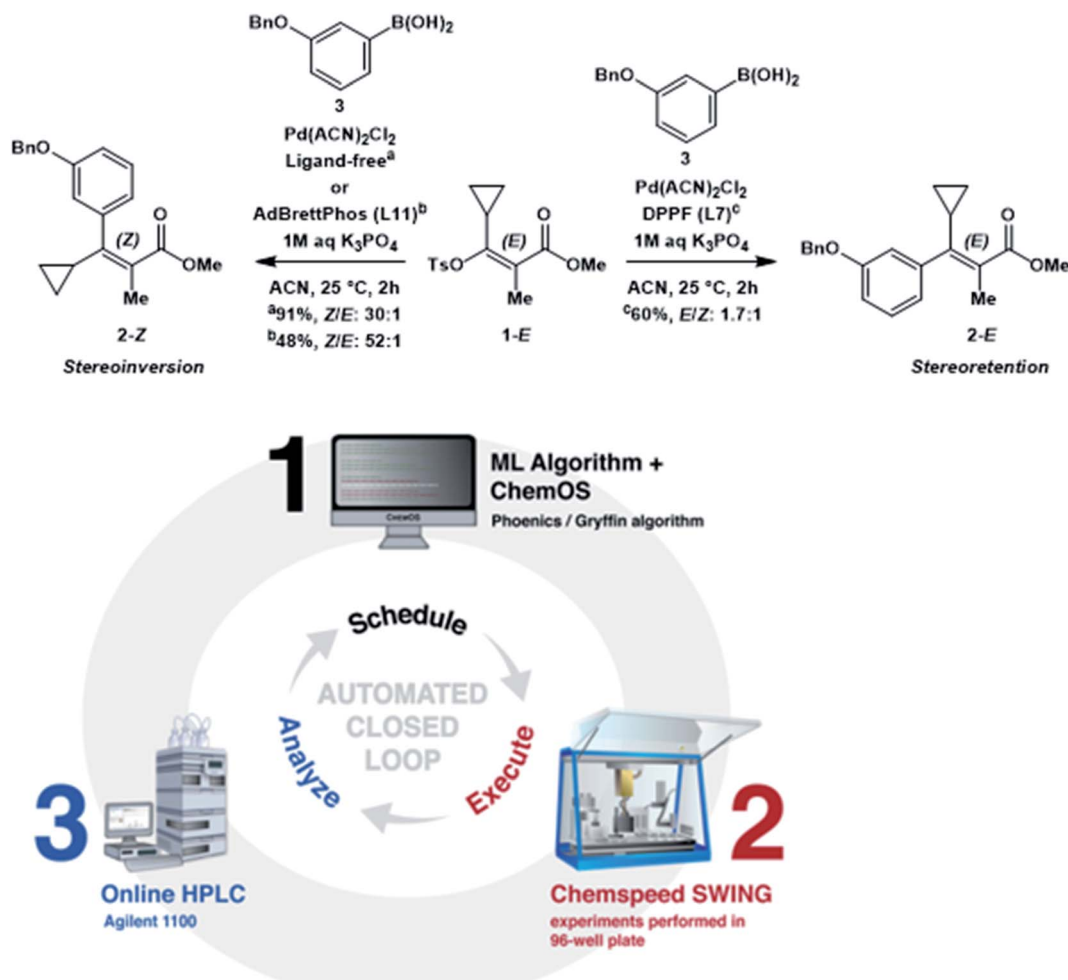 BnO
B(OH)₂
3
Pd(ACN)₂Cl₂
Ligand-freeᵃ
or
AdBrettPhos (L11)ᵇ
1M aq K₃PO₄
ACN, 25 °C, 2h
ᵃ91%, Z/E: 30:1
ᵇ48%, Z/E: 52:1
BnO
(Z)
O
OMe
Me
2-Z
Stereoinversion
TsO
(E)
O
OMe
Me
1-E
BnO
B(OH)₂
3
Pd(ACN)₂Cl₂
DPPF (L7)ᶜ
1M aq K₃PO₄
ACN, 25 °C, 2h
ᶜ60%, E/Z: 1.7:1
BnO
(E)
O
OMe
Me
2-E
Stereoretention
1
ChemOS
ML Algorithm +
ChemOS
Phoenics / Gryffin algorithm
Schedule
AUTOMATED
CLOSED
LOOP
Analyze
Execute
3
Online HPLC
Agilent 1100
2
Chemspeed SWING
experiments performed in
96-well plate